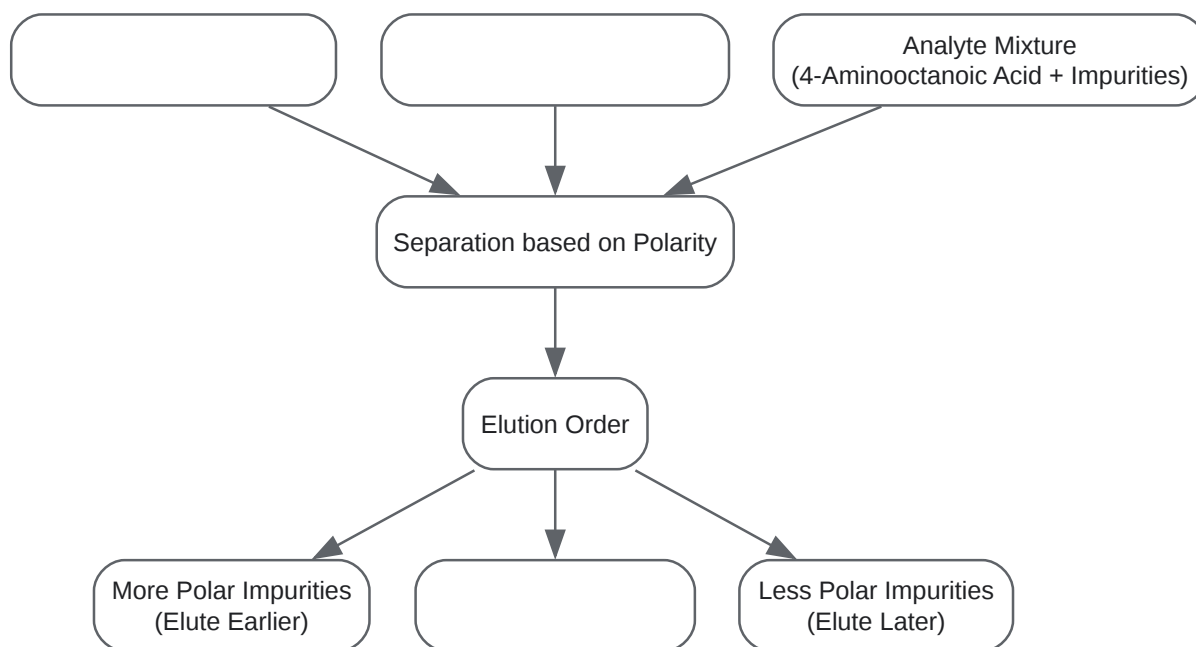 Analyte Mixture
(4-Aminooctanoic Acid + Impurities)
Separation based on Polarity
Elution Order
More Polar Impurities
(Elute Earlier)
Less Polar Impurities
(Elute Later)